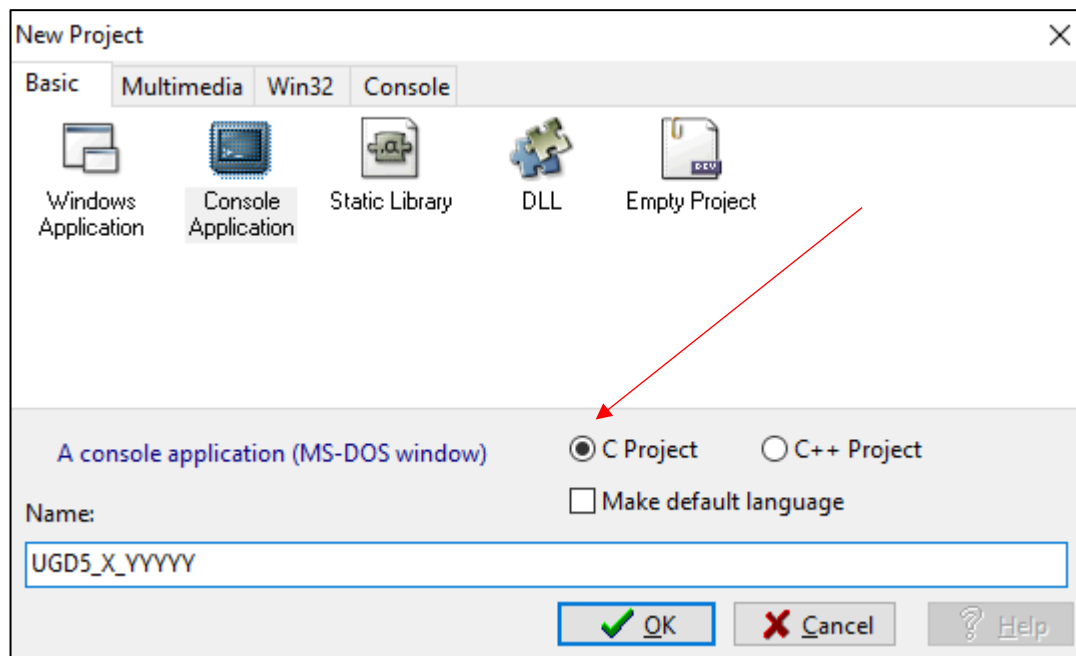 New Project
Basic Multimedia Win32 Console
Windows Application
Console Application
Static Library
DLL
Empty Project
DEV
A console application (MS-DOS window)
C Project
C++ Project
Make default language
Name:
UGD5_X_YYYYY
OK
Cancel
Help